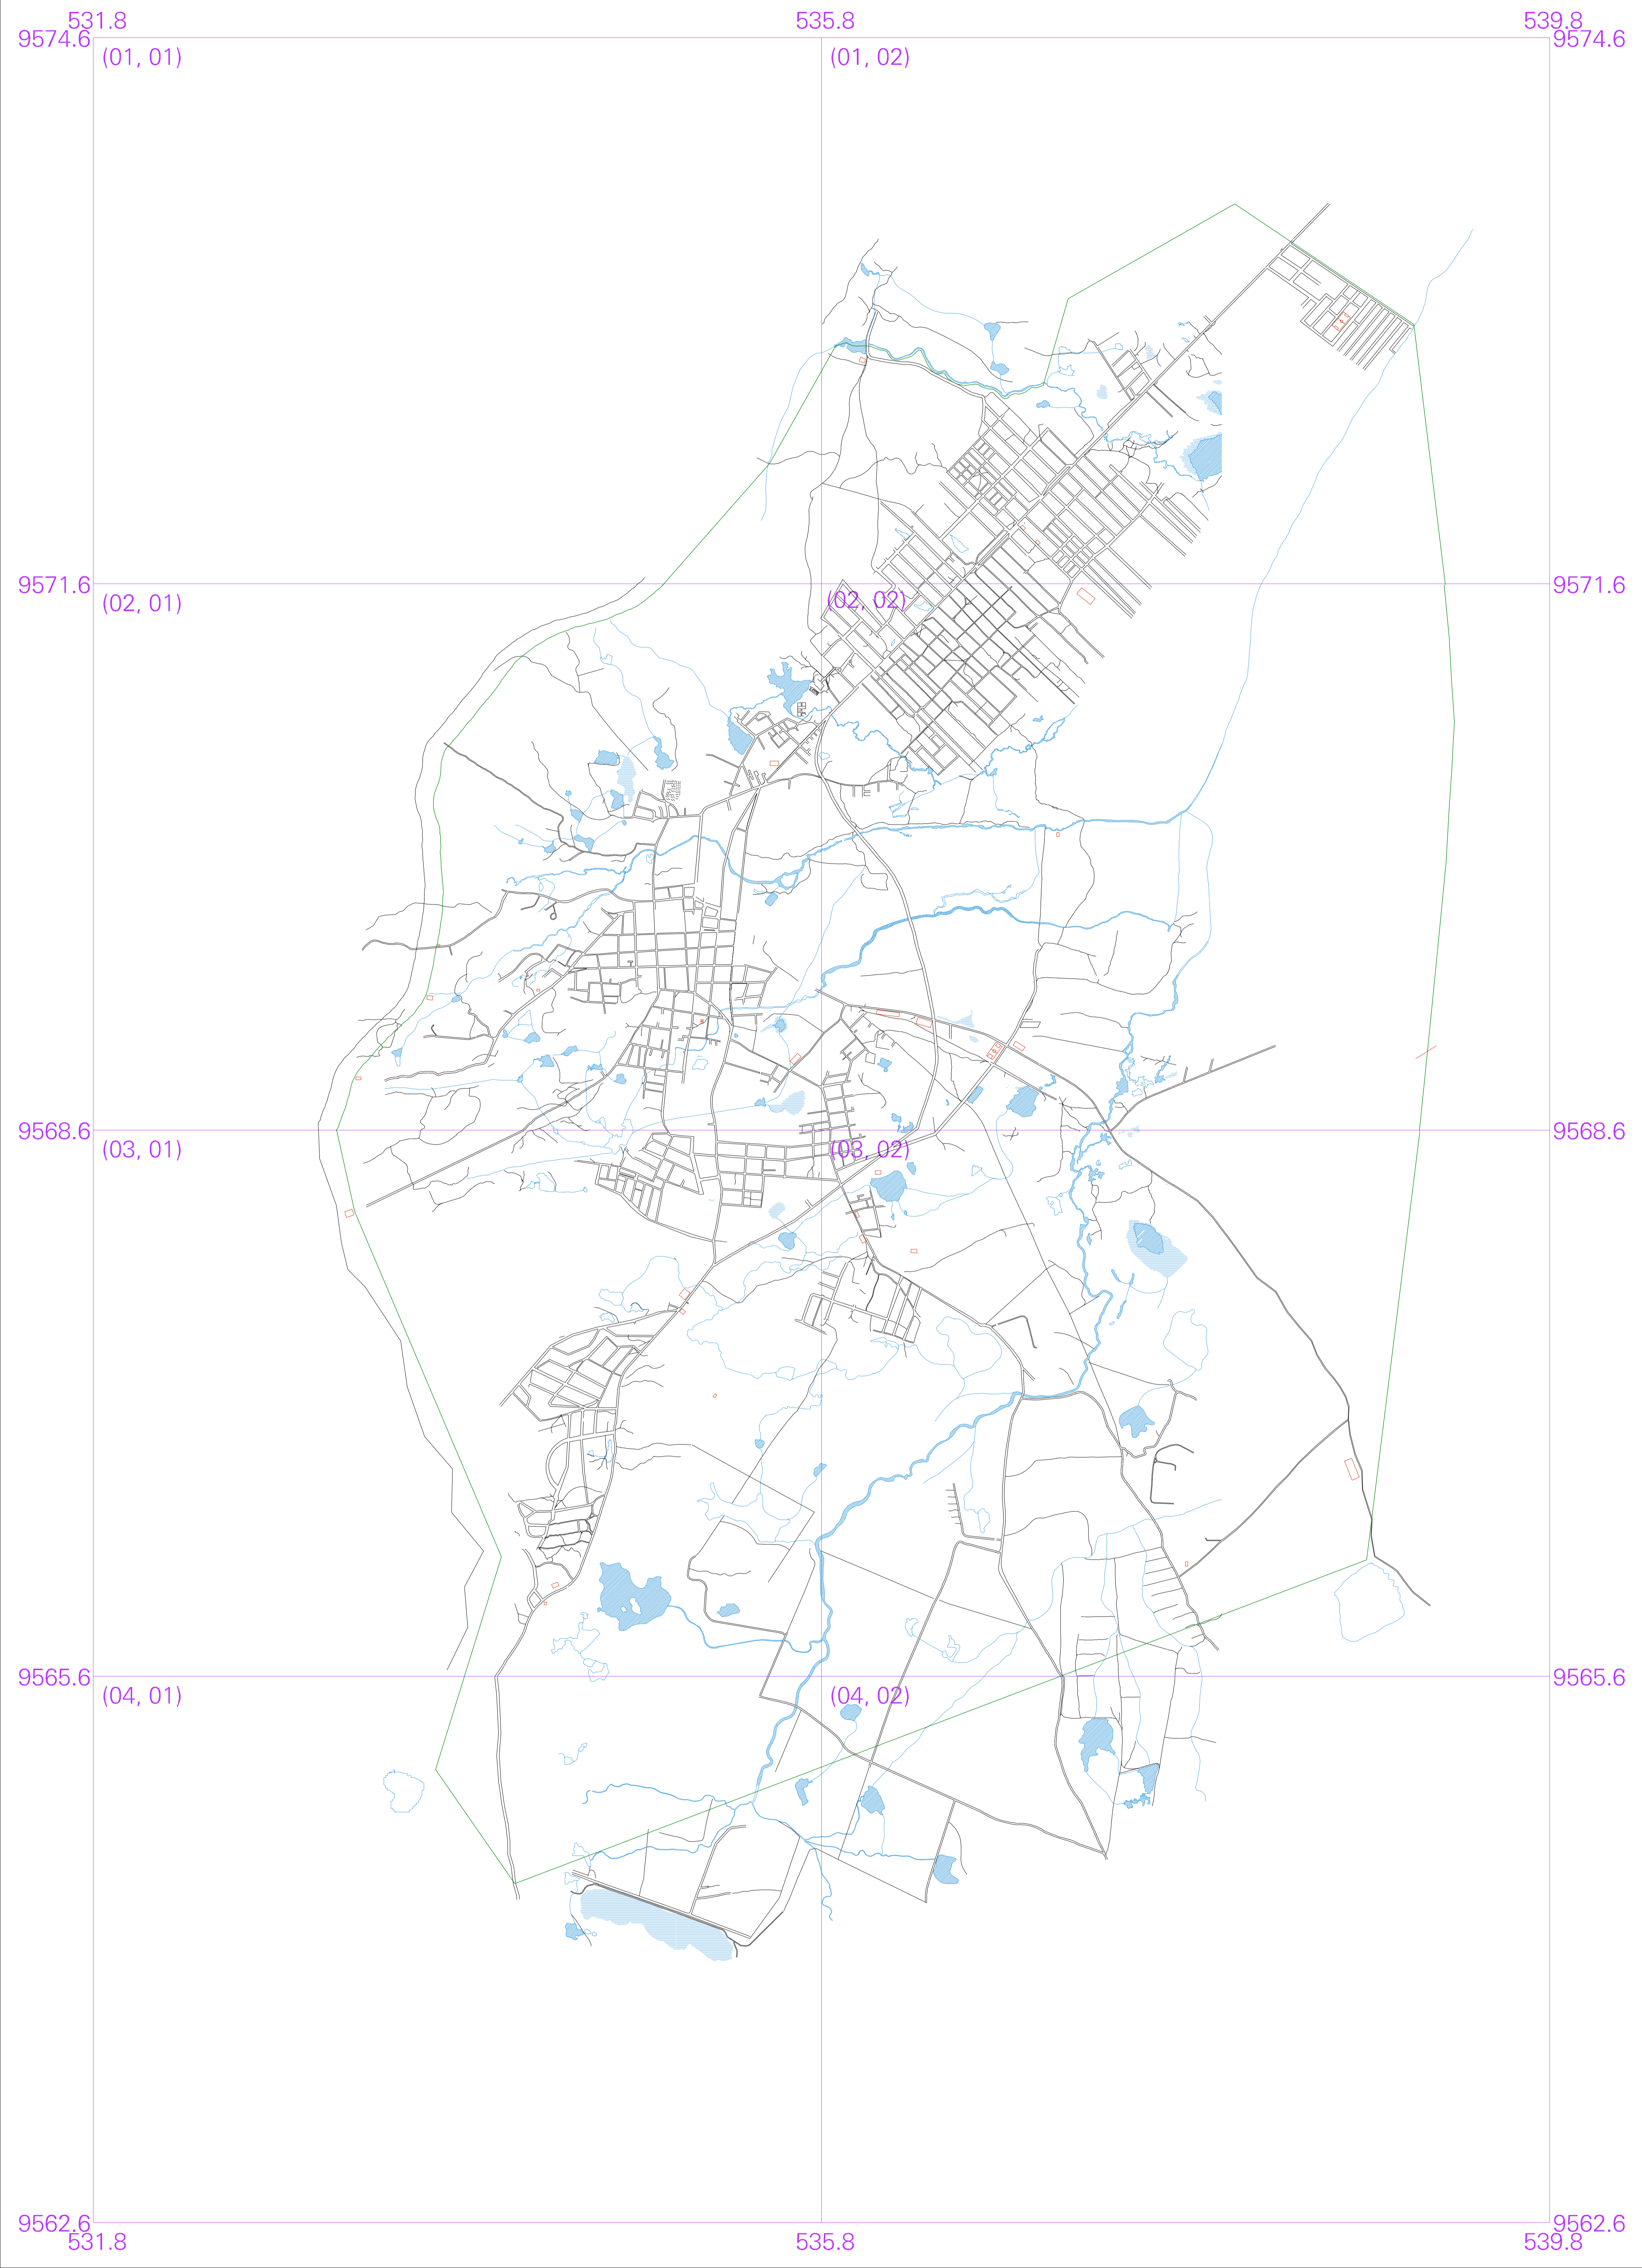 531.8 535.8 539.8
9574.6 9574.6
(01, 01) (01, 02)
9571.6 9571.6
(02, 01) (02, 02)
9568.6 9568.6
(03, 01) (03, 02)
9565.6 9565.6
(04, 01) (04, 02)
9562.6 9562.6
531.8 535.8 539.8